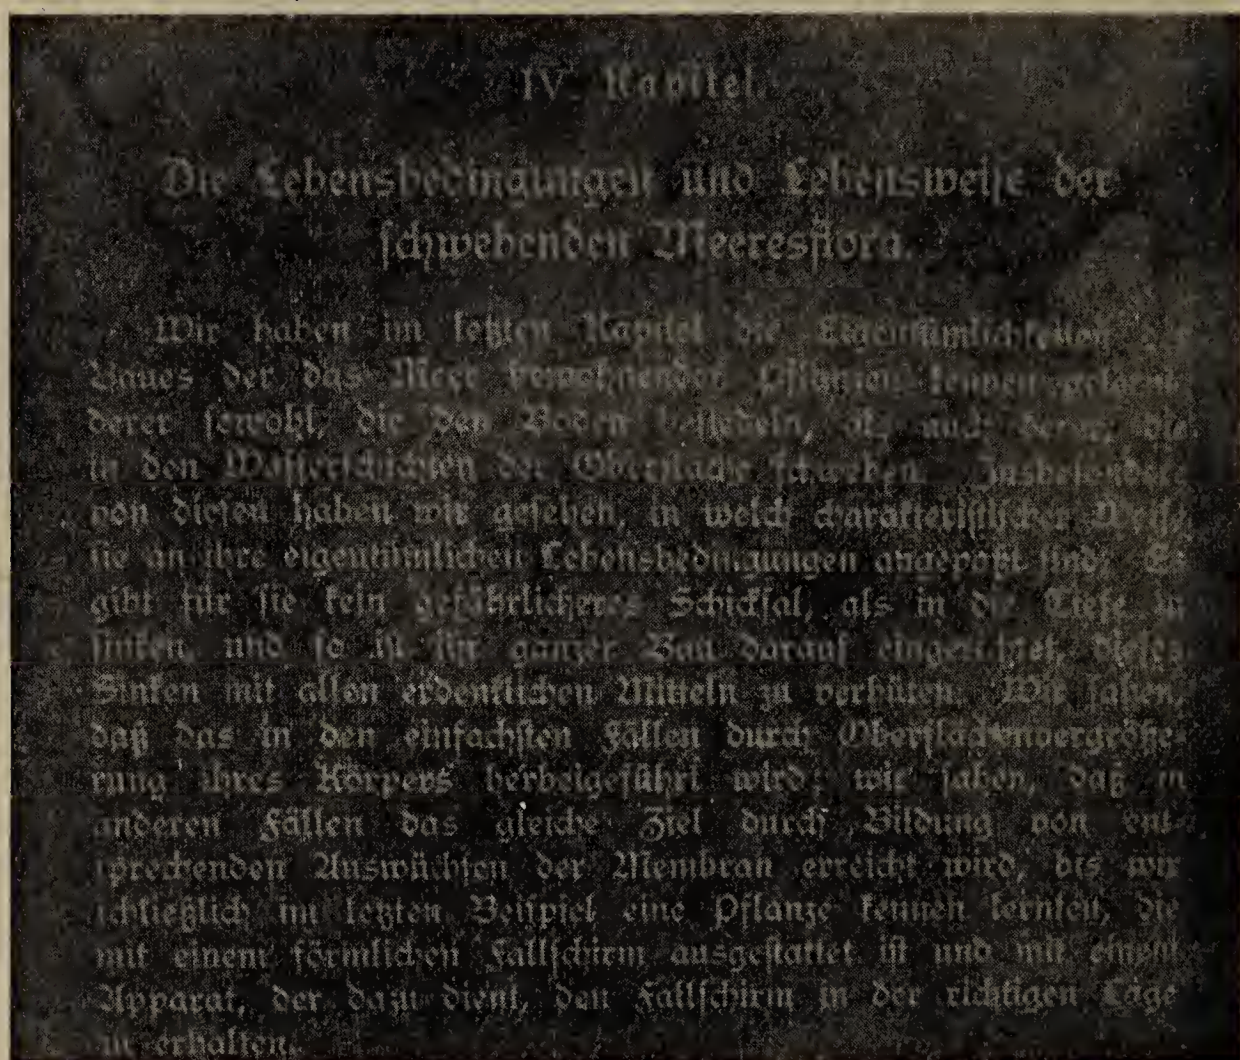 IV. Kapitel.
Die Lebensbedingungen und Lebensweise der
schwebenden Meeresflora.
Wir haben im letzten Kapitel die Eigentümlichkeiten
Baues der das Meer bewohnenden Pflanzen kennen
derer sowohl, die den Boden besiedeln, als auch derer, die
in den Wasserschichten der Oberfläche schweben. Insbesondere
von diesen haben wir gesehen, in welch charakteristischer Weise
sie an ihre eigentümlichen Lebensbedingungen angepaßt sind. Es
gibt für sie kein gefährlicheres Schicksal, als in die Tiefe zu
sinken, und so ist ihr ganzer Bau darauf eingerichtet, dieses
Sinken mit allen erdenklichen Mitteln zu verhüten. Wir sahen,
daß das in den einfachsten Fällen durch Oberflächenvergröße-
rung ihres Körpers herbeigeführt wird; wir sahen, daß in
anderen Fällen das gleiche Ziel durch Bildung von ent-
sprechenden Auswüchsen der Membran erreicht wird, bis wir
schließlich im letzten Beispiel eine Pflanze kennen lernten, die
mit einem förmlichen Fallschirm ausgestattet ist und mit einem
Apparat, der dazu dient, den Fallschirm in der richtigen Lage
zu erhalten.